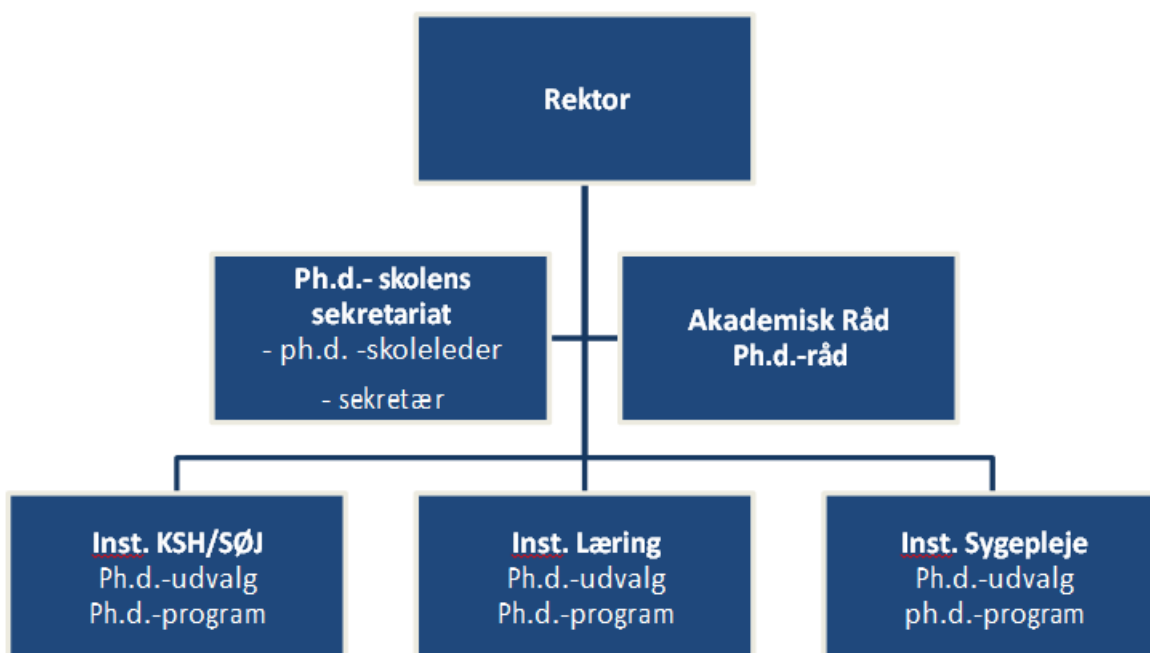 Rektor
Ph.d.- skolens
sekretariat
- ph.d. -skoleleder
- sekretær
Akademisk Råd
Ph.d.-råd
Inst. KSH/SØJ
Ph.d.-udvalg
Ph.d.-program
Inst. Læring
Ph.d.-udvalg
Ph.d.-program
Inst. Sygepleje
Ph.d.-udvalg
ph.d.-program